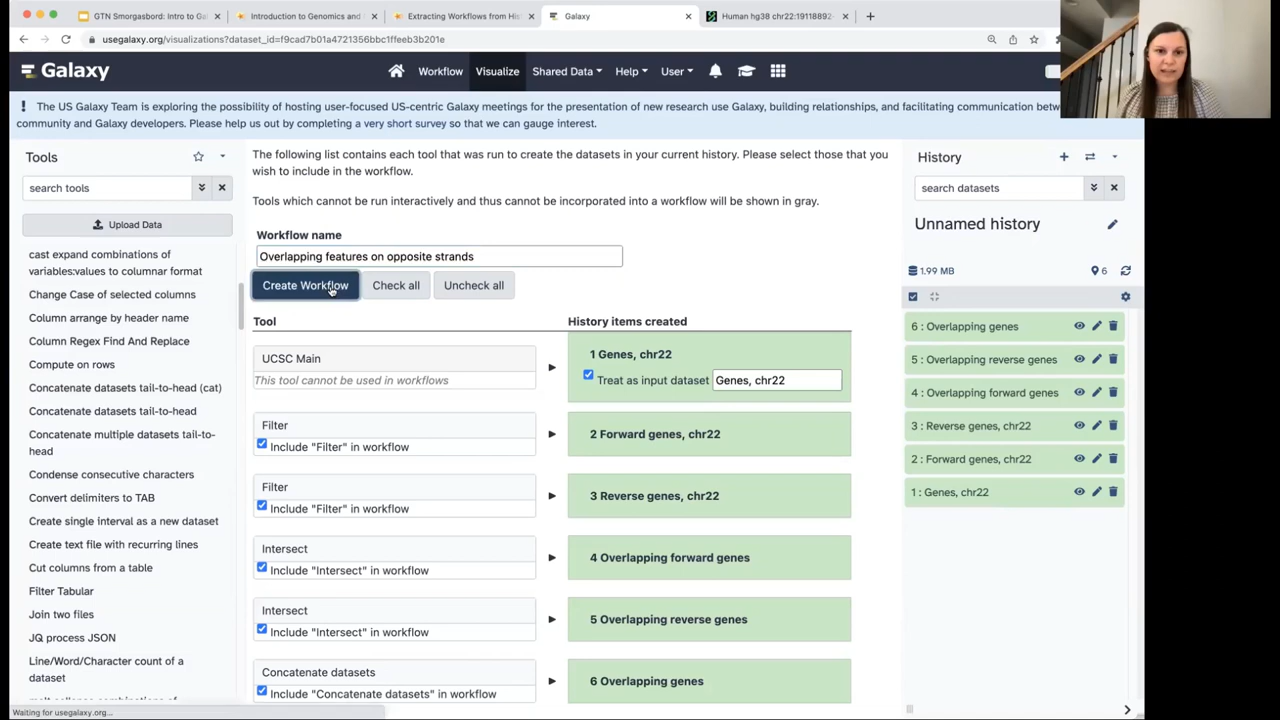 GTN Smorgasbord: Intro to Ga
Introduction to Genomics and
Extracting Workflows from His
Galaxy
Human hg38 chr22:19118892-
usegalaxy.org/visualizations?dataset_id=f9cad7b01a4721356bbc1ffeeb3b201e
Galaxy
Workflow
Visualize
Shared Data
Help
User
The US Galaxy Team is exploring the possibility of hosting user-focused US-centric Galaxy meetings for the presentation of new research use Galaxy, building relationships, and facilitating communication
community and Galaxy developers. Please help us out by completing a very short survey so that we can gauge interest.
Tools
search tools
Upload Data
cast expand combinations of
variables:values to columnar format
Change Case of selected columns
Column arrange by header name
Column Regex Find And Replace
Compute on rows
Concatenate datasets tail-to-head (cat)
Concatenate datasets tail-to-head
Concatenate multiple datasets tail-to-
head
Condense consecutive characters
Convert delimiters to TAB
Create single interval as a new dataset
Create text file with recurring lines
Cut columns from a table
Filter Tabular
Join two files
JQ process JSON
Line/Word/Character count of a
dataset
The following list contains each tool that was run to create the datasets in your current history. Please select those that you
wish to include in the workflow.
Tools which cannot be run interactively and thus cannot be incorporated into a workflow will be shown in gray.
Workflow name
Overlapping features on opposite strands
Create Workflow
Check all
Uncheck all
Tool
History items created
UCSC Main
This tool cannot be used in workflows
1 Genes, chr22
Treat as input dataset
Genes, chr22
Filter
Include "Filter" in workflow
2 Forward genes, chr22
Filter
Include "Filter" in workflow
3 Reverse genes, chr22
Intersect
Include "Intersect" in workflow
4 Overlapping forward genes
Intersect
Include "Intersect" in workflow
5 Overlapping reverse genes
Concatenate datasets
Include "Concatenate datasets" in workflow
6 Overlapping genes
History
search datasets
Unnamed history
1.99 MB
6
6 : Overlapping genes
5 : Overlapping reverse genes
4 : Overlapping forward genes
3 : Reverse genes, chr22
2 : Forward genes, chr22
1 : Genes, chr22
Waiting for usegalaxy.org...